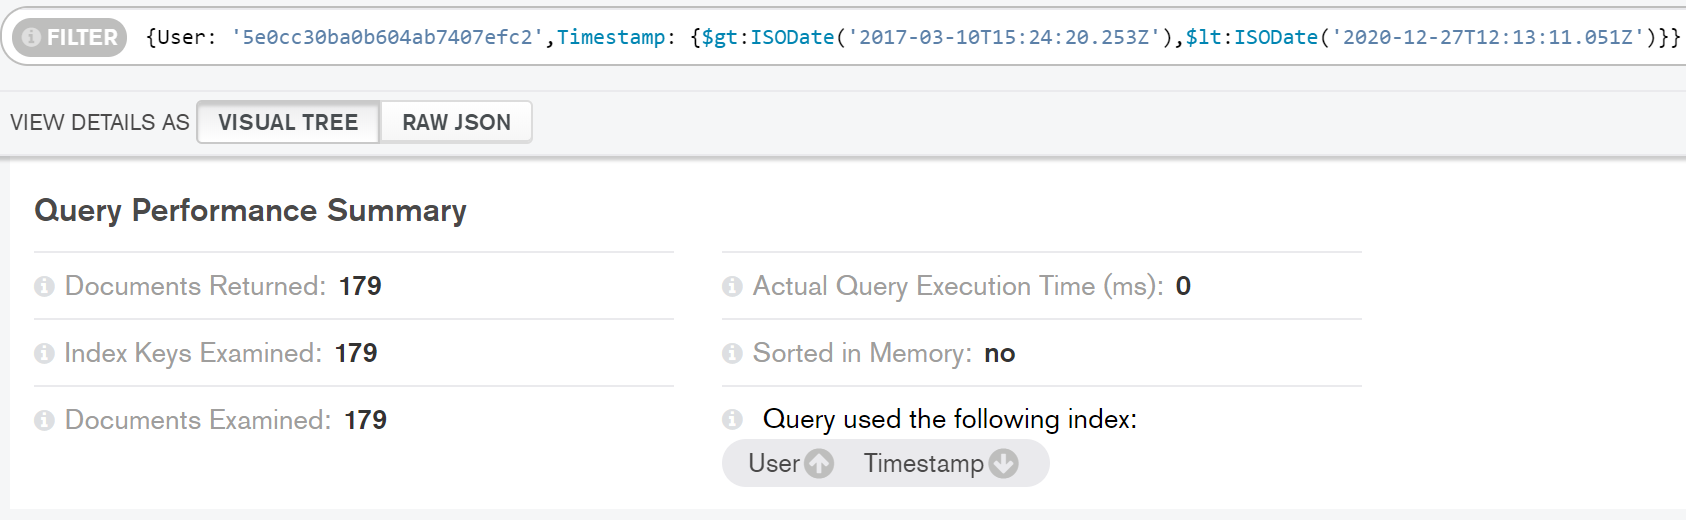 FILTER {User: '5e0cc30ba0b604ab7407efc2',Timestamp: {$gt:ISODate('2017-03-10T15:24:20.253Z'),$lt:ISODate('2020-12-27T12:13:11.051Z')}}
VIEW DETAILS AS VISUAL TREE RAW JSON
Query Performance Summary
Documents Returned: 179
Actual Query Execution Time (ms): 0
Index Keys Examined: 179
Sorted in Memory: no
Documents Examined: 179
Query used the following index:
User Timestamp